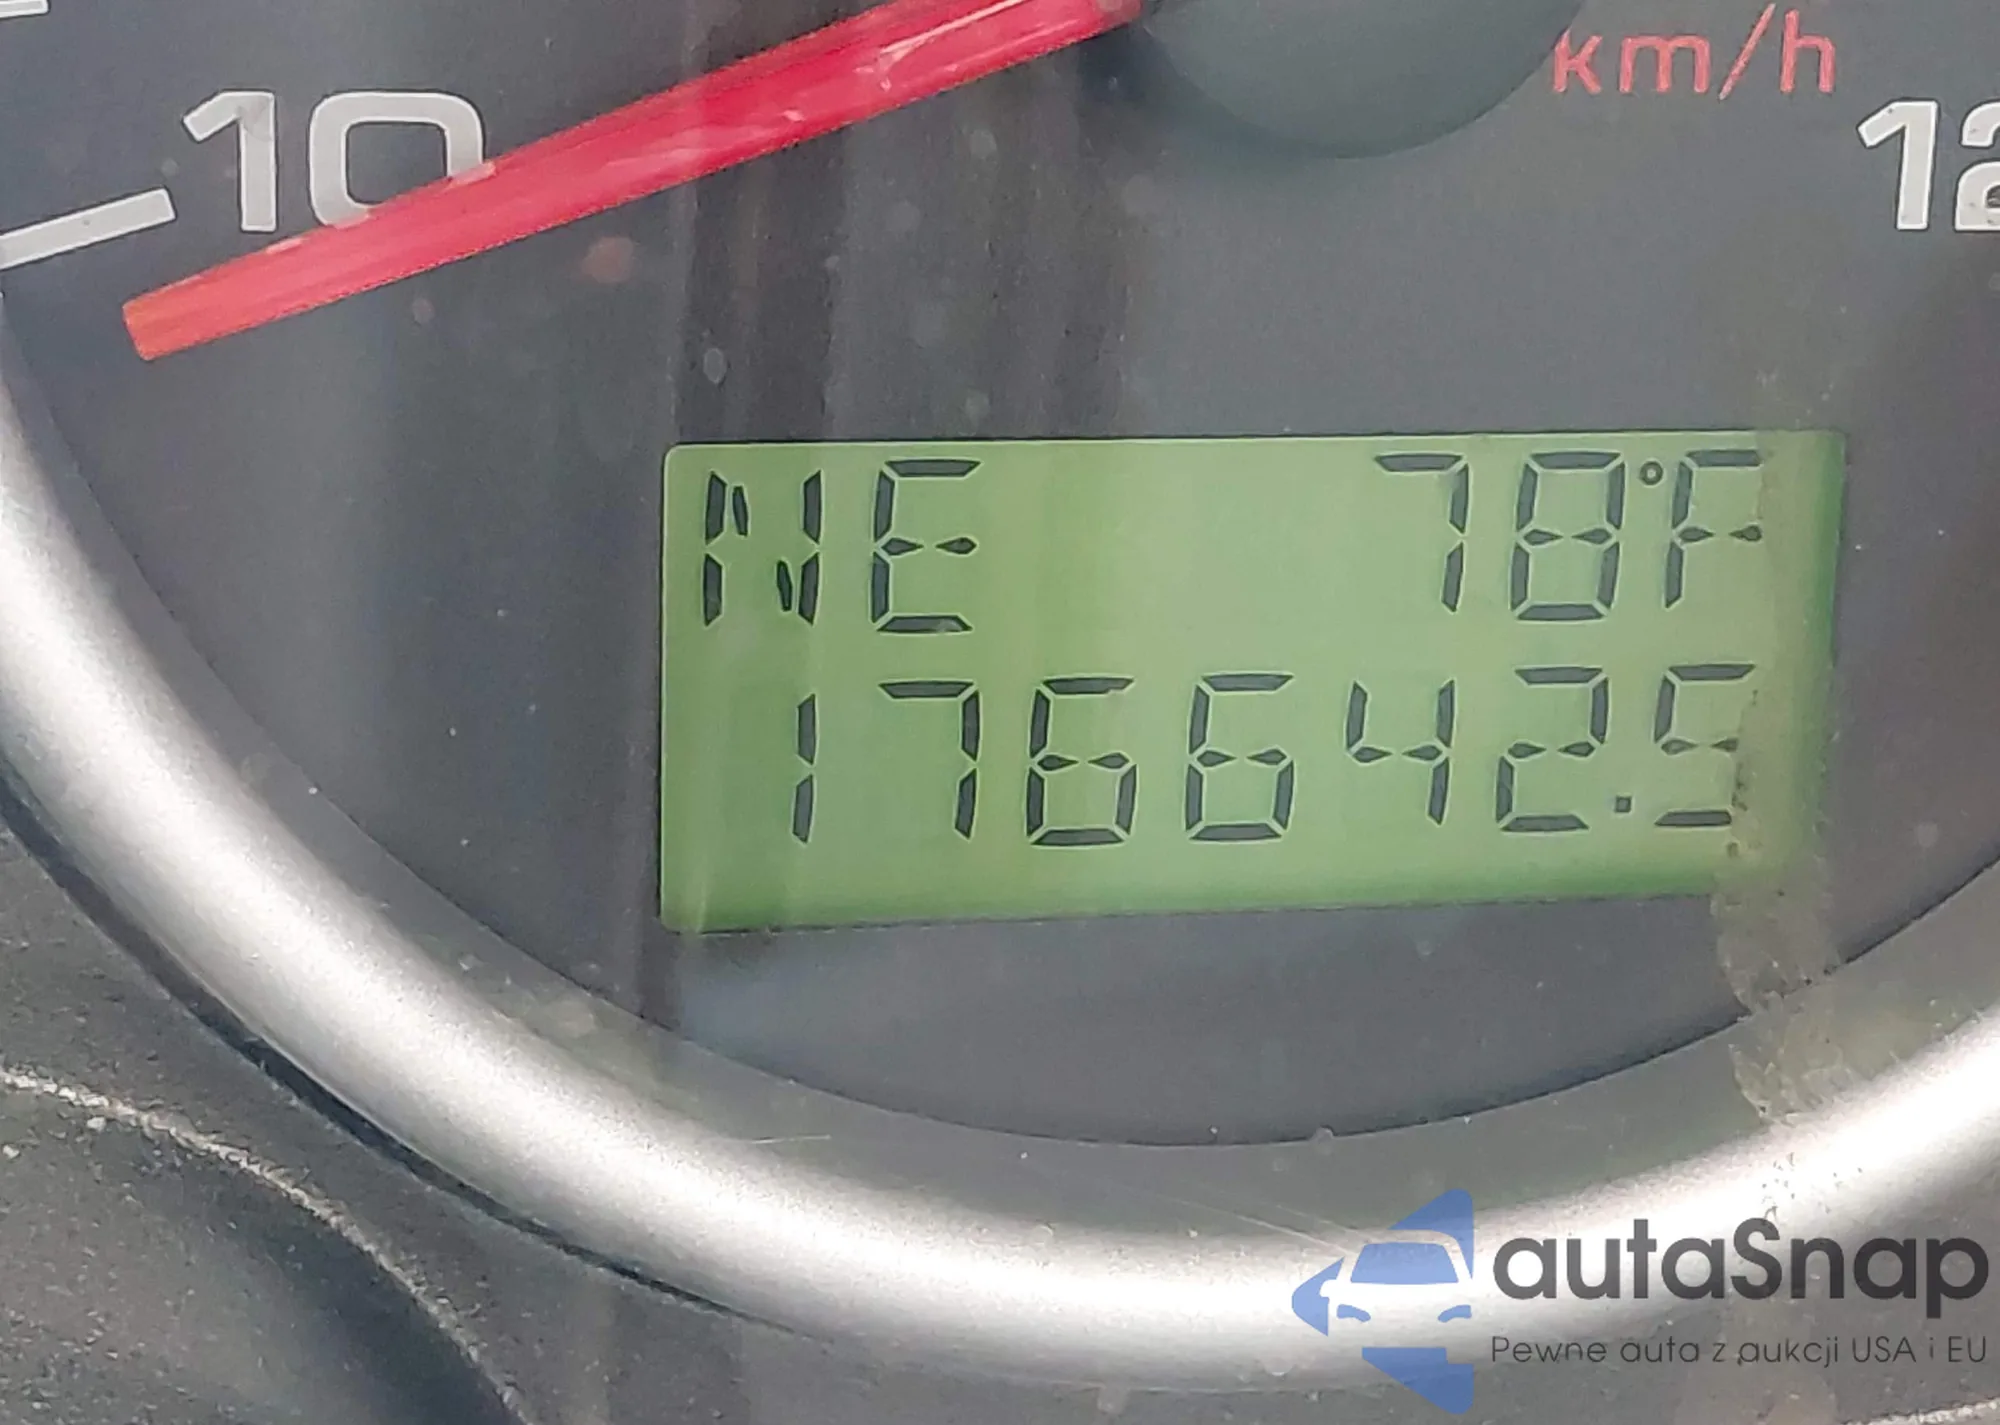 km/h
10
12
NE 78°F
176642.5
autaSnap
Pewne auta z aukcji USA i EU